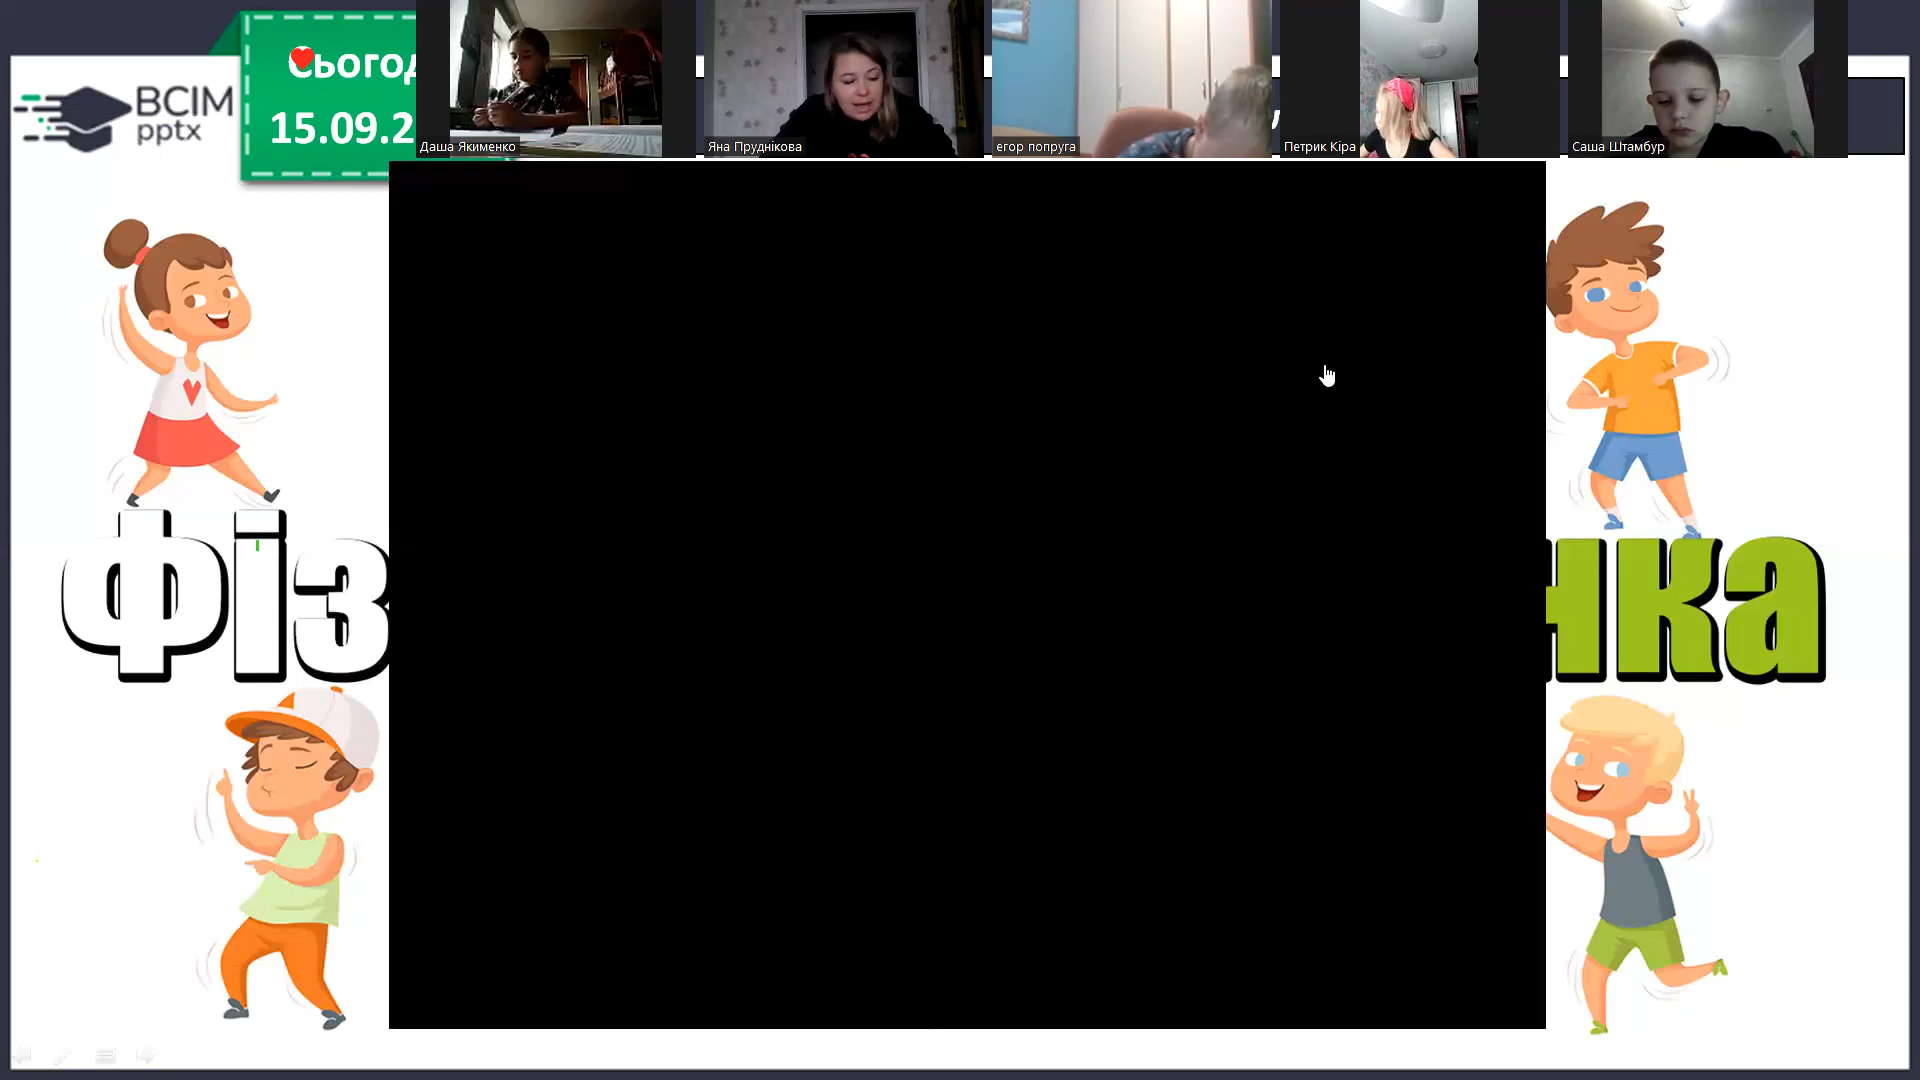 Сьогод
15.09.2
ВСІМ
pptx
Даша Якименко
Яна Пруднікова
егор попруга
Петрик Кіра
Саша Штамбур
Фіз
нка